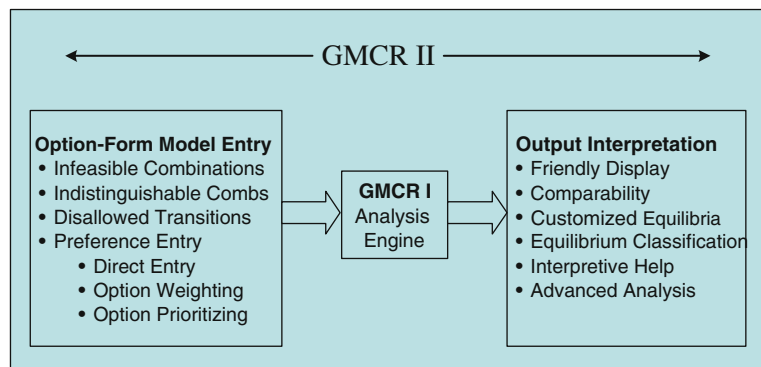 GMCR II
Option-Form Model Entry
• Infeasible Combinations
• Indistinguishable Combs
• Disallowed Transitions
• Preference Entry
• Direct Entry
• Option Weighting
• Option Prioritizing
GMCR I
Analysis
Engine
Output Interpretation
• Friendly Display
• Comparability
• Customized Equilibria
• Equilibrium Classification
• Interpretive Help
• Advanced Analysis